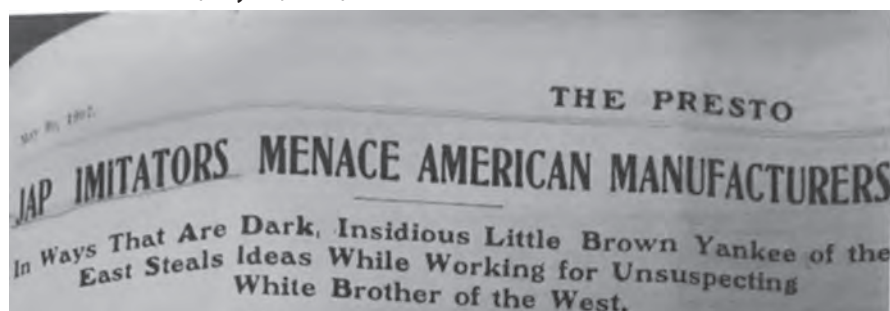 THE PRESTO
JAP IMITATORS MENACE AMERICAN MANUFACTURERS
In Ways That Are Dark, Insidious Little Brown Yankee of the
East Steals Ideas While Working for Unsuspecting
White Brother of the West.